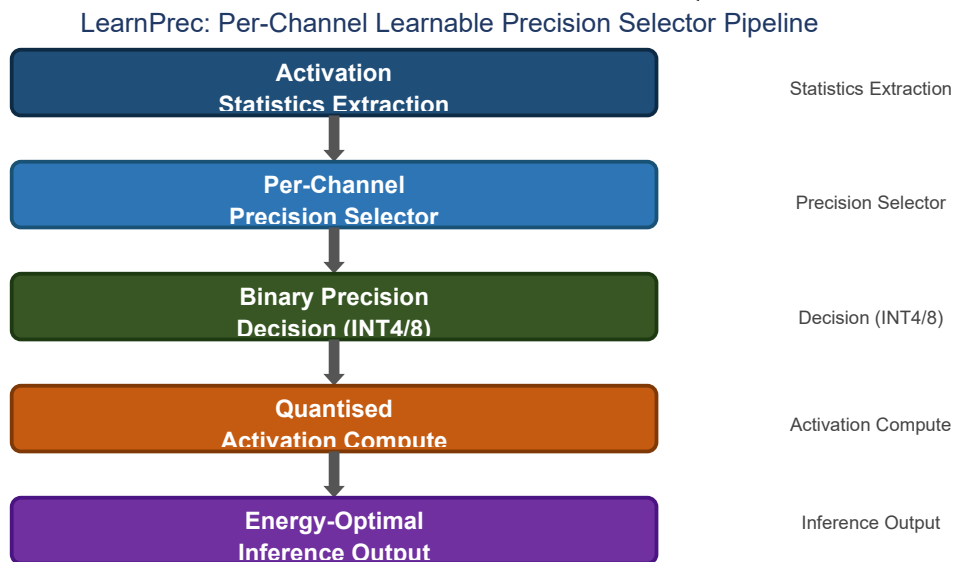 LearnPrec: Per-Channel Learnable Precision Selector Pipeline
Activation
Statistics Extraction
Statistics Extraction
Per-Channel
Precision Selector
Precision Selector
Binary Precision
Decision (INT4/8)
Decision (INT4/8)
Quantised
Activation Compute
Activation Compute
Energy-Optimal
Inference Output
Inference Output